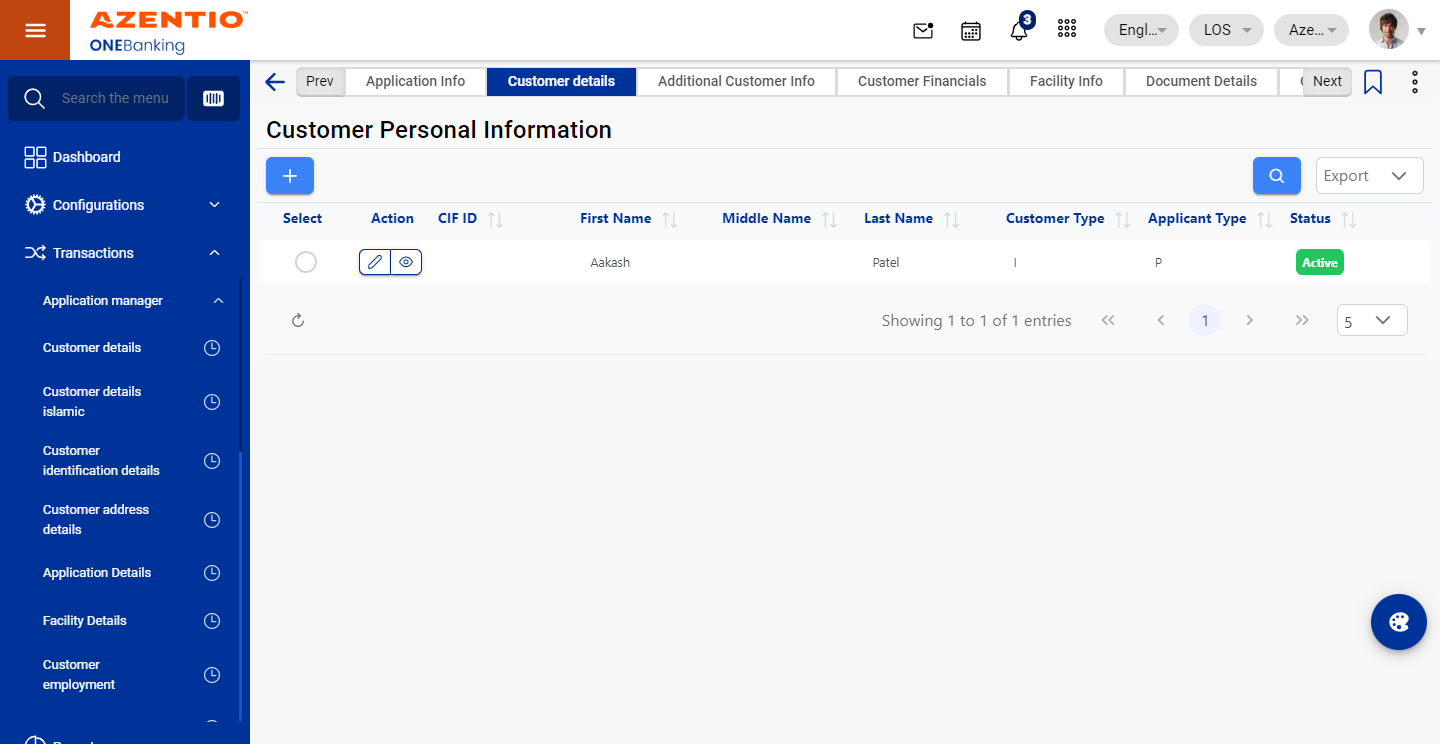 AZENTIO™
ONEBanking
3
Engl...
LOS
Aze...
Search the menu
Dashboard
Configurations
Transactions
Application manager
Customer details
Customer details
islamic
Customer
identification details
Customer address
details
Application Details
Facility Details
Customer
employment
Prev
Application Info
Customer details
Additional Customer Info
Customer Financials
Facility Info
Document Details
Next
Customer Personal Information
Export
Select
Action
CIF ID
First Name
Middle Name
Last Name
Customer Type
Applicant Type
Status
Aakash
Patel
I
P
Active
Showing 1 to 1 of 1 entries
1
5